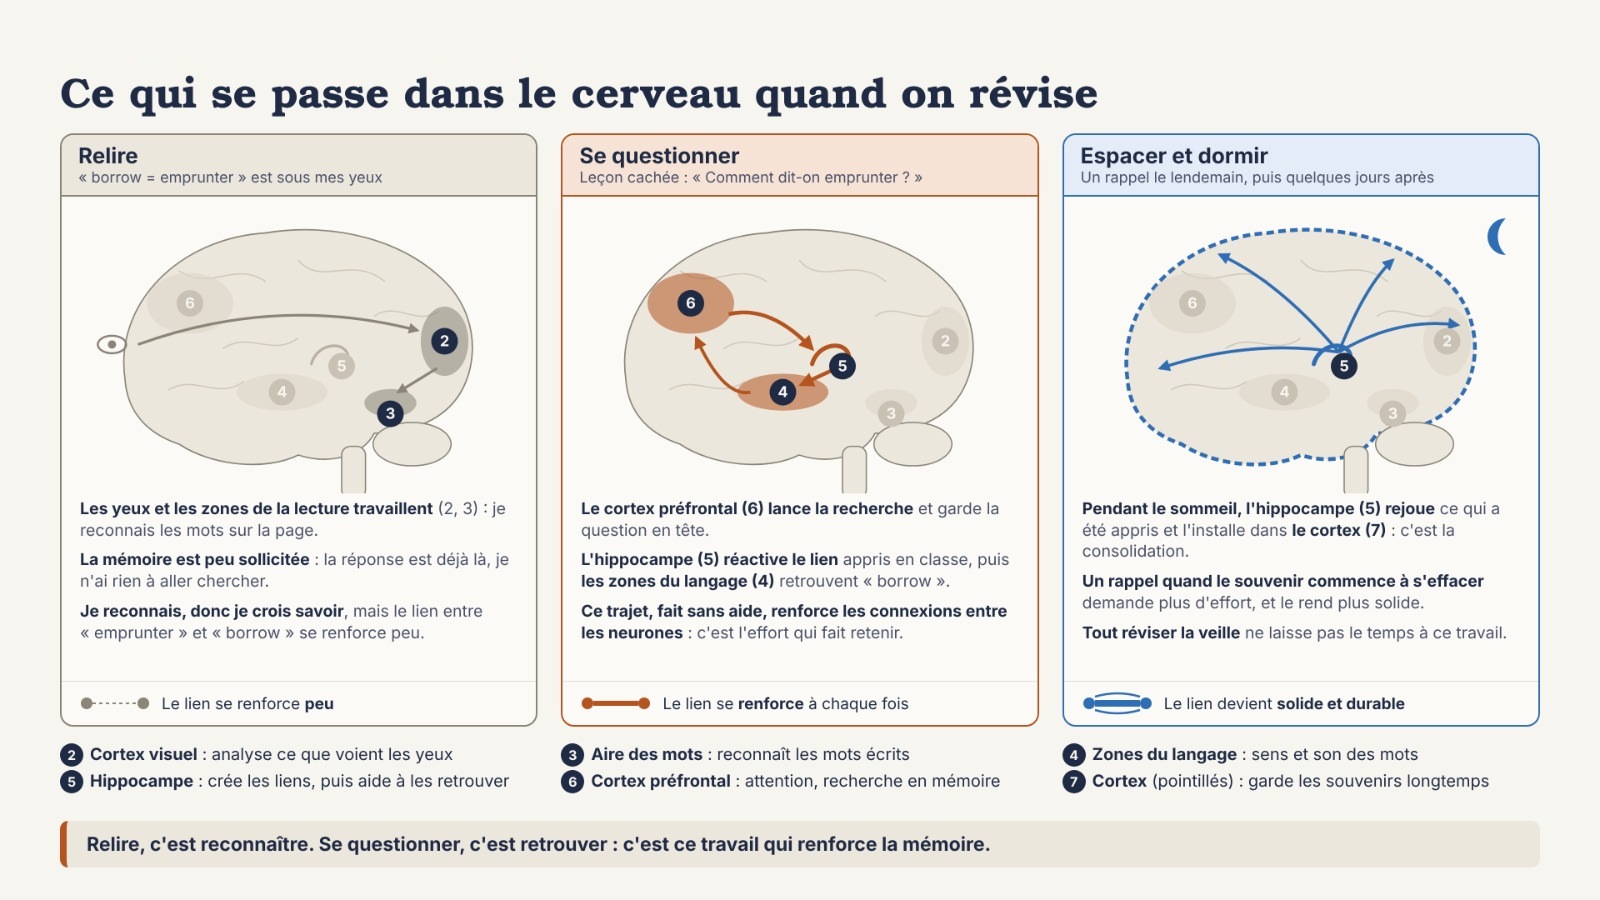 Ce qui se passe dans le cerveau quand on révise
Relire
« borrow = emprunter » est sous mes yeux
6
2
5
4
3
Les yeux et les zones de la lecture travaillent (2, 3) : je
reconnais les mots sur la page.
La mémoire est peu sollicitée : la réponse est déjà là, je
n'ai rien à aller chercher.
Je reconnais, donc je crois savoir, mais le lien entre
« emprunter » et « borrow » se renforce peu.
Le lien se renforce peu
Se questionner
Leçon cachée : « Comment dit-on emprunter ? »
6
2
5
4
3
Le cortex préfrontal (6) lance la recherche et garde la
question en tête.
L'hippocampe (5) réactive le lien appris en classe, puis
les zones du langage (4) retrouvent « borrow ».
Ce trajet, fait sans aide, renforce les connexions entre
les neurones : c'est l'effort qui fait retenir.
Le lien se renforce à chaque fois
Espacer et dormir
Un rappel le lendemain, puis quelques jours après
6
2
5
4
3
Pendant le sommeil, l'hippocampe (5) rejoue ce qui a
été appris et l'installe dans le cortex (7) : c'est la
consolidation.
Un rappel quand le souvenir commence à s'effacer
demande plus d'effort, et le rend plus solide.
Tout réviser la veille ne laisse pas le temps à ce travail.
Le lien devient solide et durable
2 Cortex visuel : analyse ce que voient les yeux
3 Aire des mots : reconnaît les mots écrits
4 Zones du langage : sens et son des mots
5 Hippocampe : crée les liens, puis aide à les retrouver
6 Cortex préfrontal : attention, recherche en mémoire
7 Cortex (pointillés) : garde les souvenirs longtemps
Relire, c'est reconnaître. Se questionner, c'est retrouver : c'est ce travail qui renforce la mémoire.